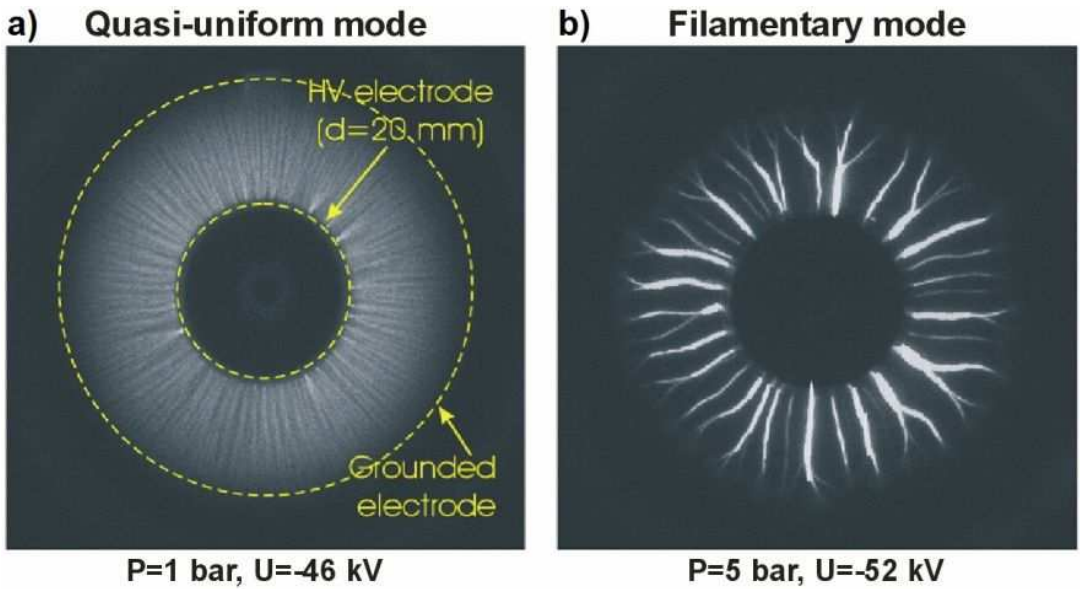 a) Quasi-uniform mode
HV electrode
(d=20 mm)
Grounded
electrode
P=1 bar, U=-46 kV
b) Filamentary mode
P=5 bar, U=-52 kV